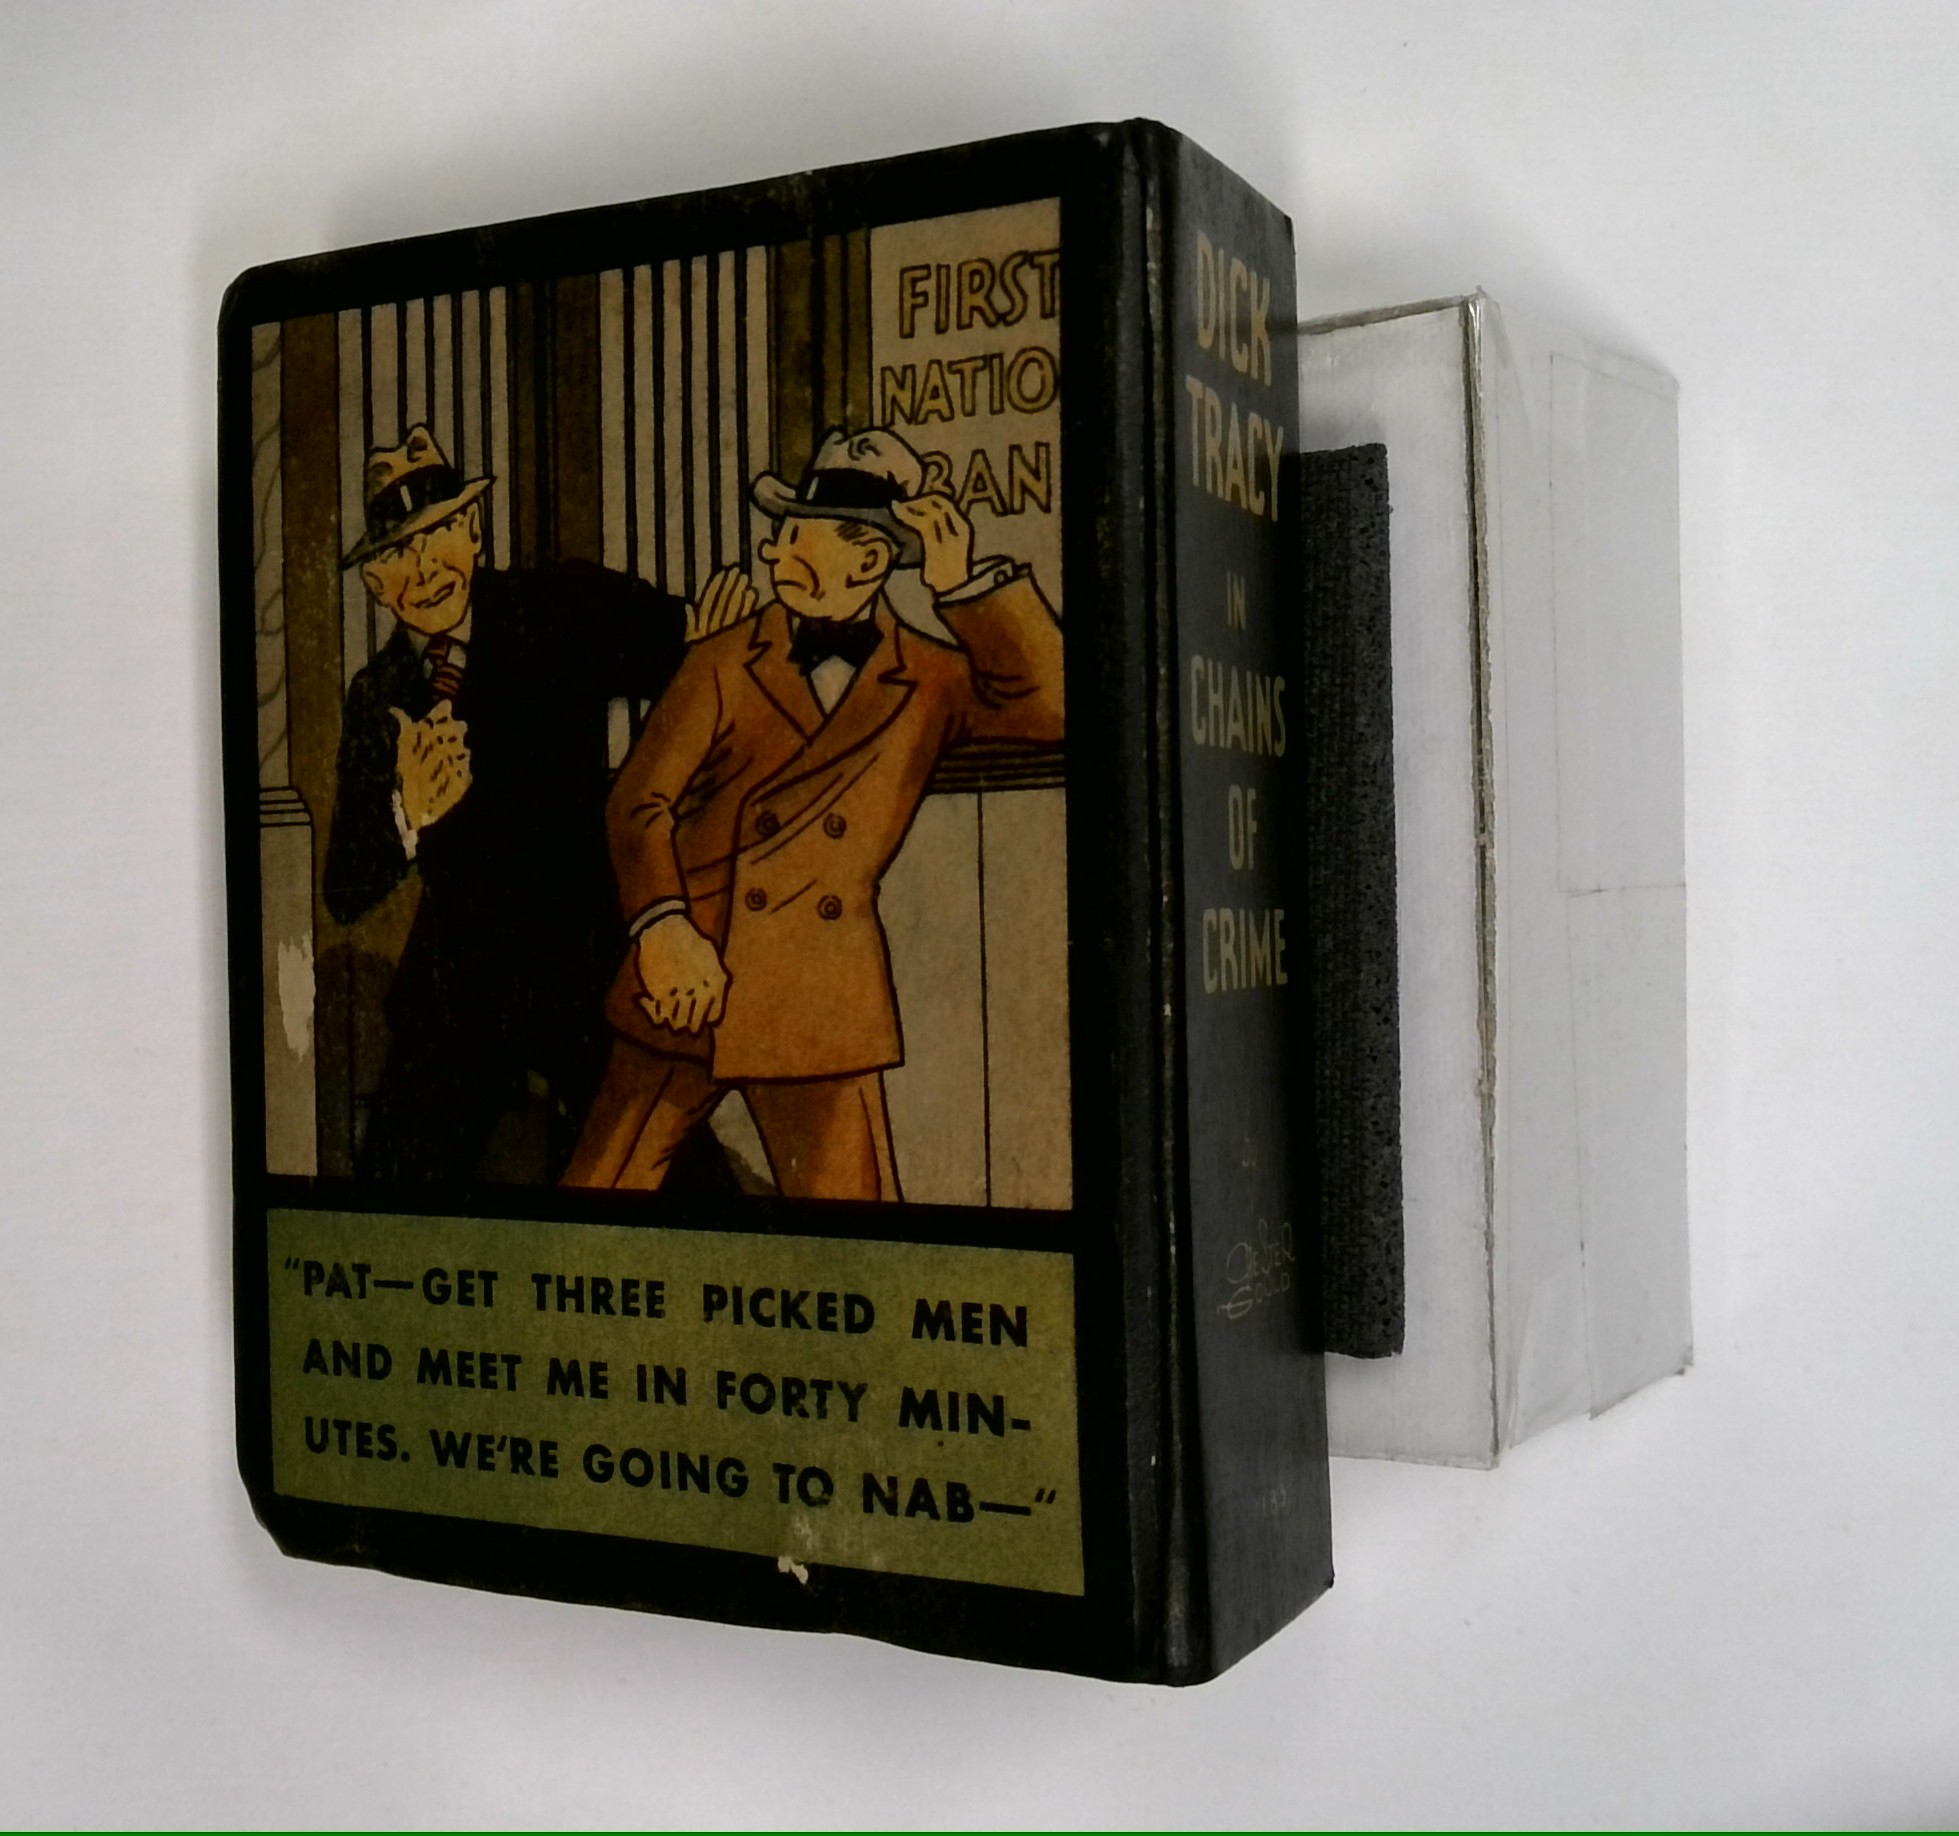 FIRST
NATIO
BAN
"PAT—GET THREE PICKED MEN
AND MEET ME IN FORTY MIN-
UTES. WE'RE GOING TO NAB—"
DICK
TRACY
IN
CHAINS
OF
CRIME
GOULD